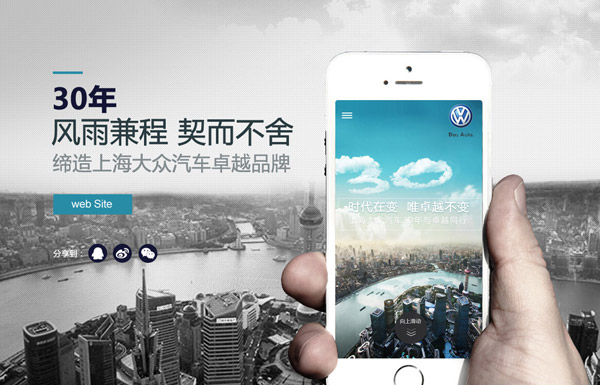 30年
风雨兼程 契而不舍
缔造上海大众汽车卓越品牌
web Site
分享到：
30
时代在变 唯卓越不变
向上滑动